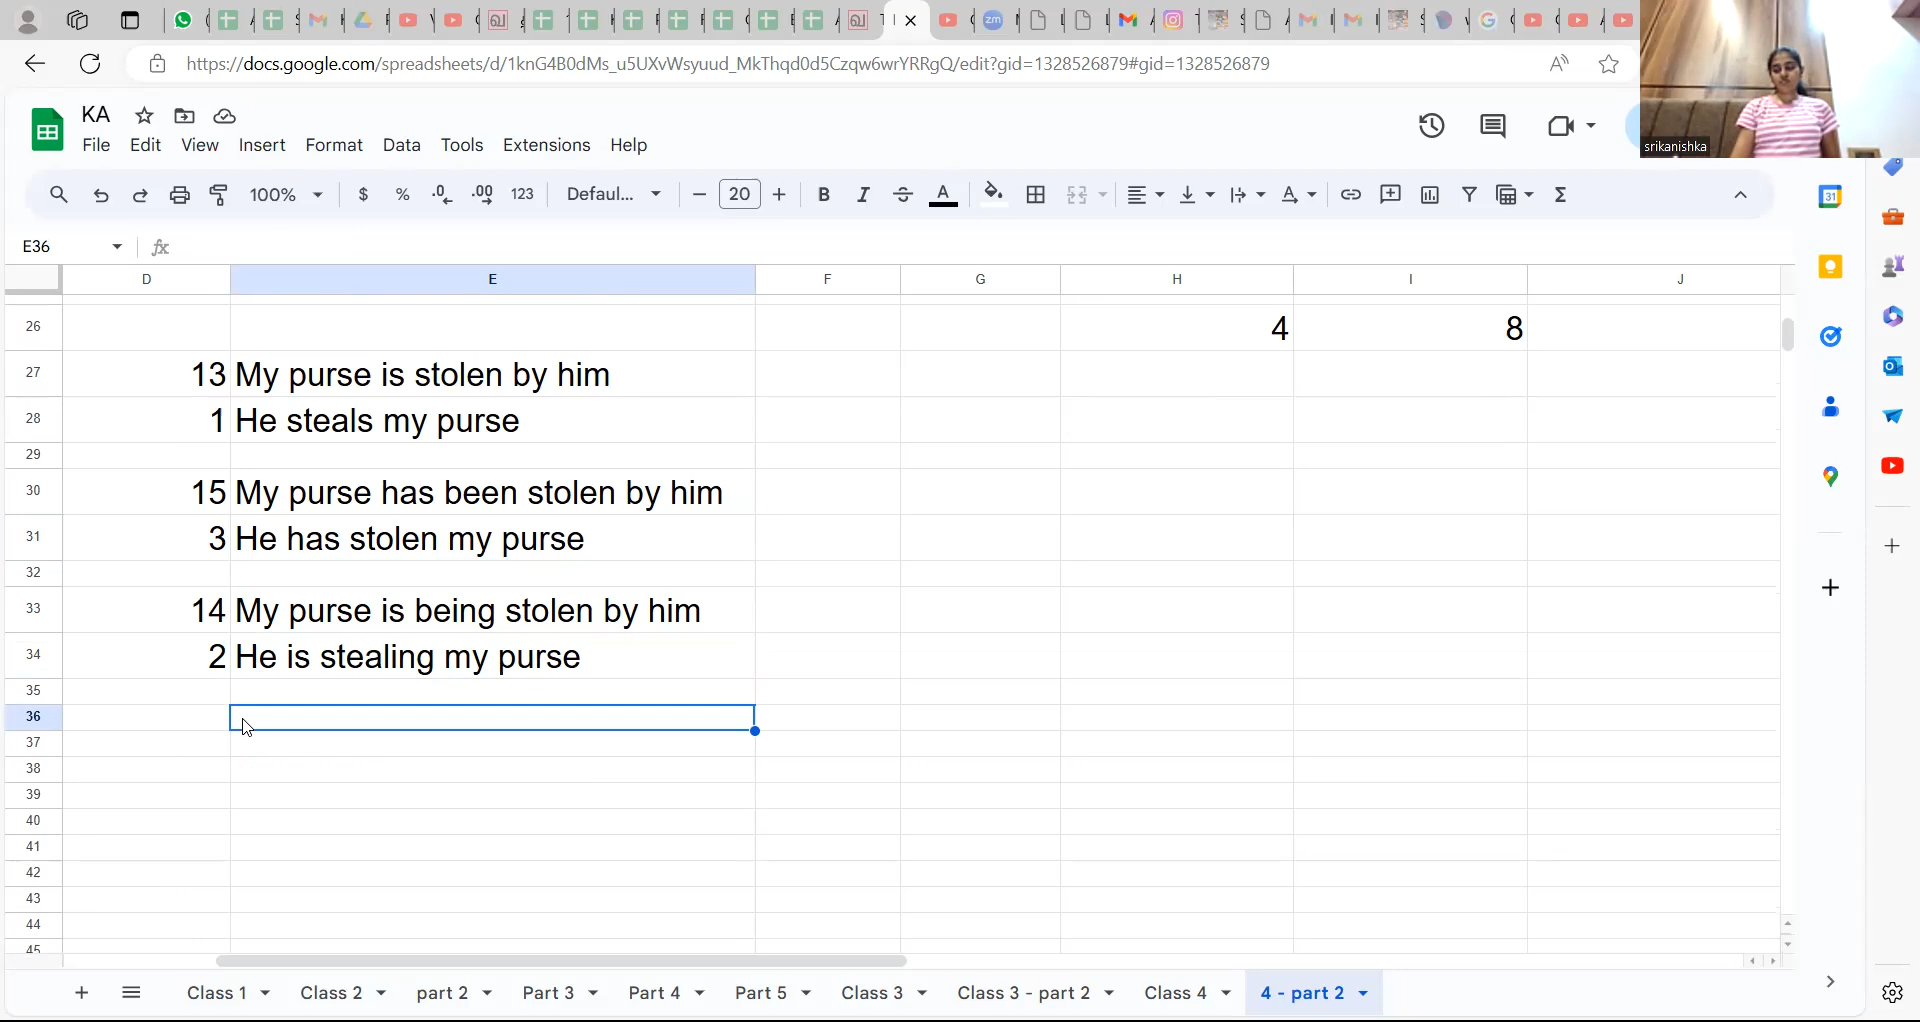 https://docs.google.com/spreadsheets/d/1knG4B0dMs_u5UXvWsyuud_MkThqd0d5Czqw6wrYRRgQ/edit?gid=1328526879#gid=1328526879
srikanishka
KA
File Edit View Insert Format Data Tools Extensions Help
100% $ % .0 .00 123 Defaul... 20 B I S A
E36 fx
D E F G H I J
26 4 8
27 13 My purse is stolen by him
28 1 He steals my purse
29
30 15 My purse has been stolen by him
31 3 He has stolen my purse
32
33 14 My purse is being stolen by him
34 2 He is stealing my purse
35
36
37
38
39
40
41
42
43
44
45
Class 1 Class 2 part 2 Part 3 Part 4 Part 5 Class 3 Class 3 - part 2 Class 4 4 - part 2